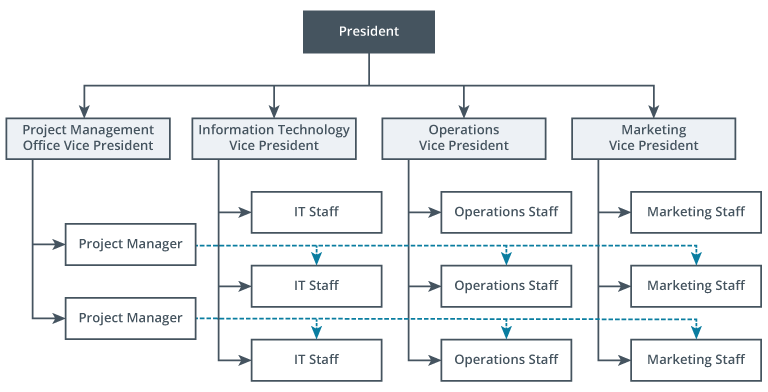 President
Project Management
Office Vice President
Information Technology
Vice President
Operations
Vice President
Marketing
Vice President
IT Staff
Operations Staff
Marketing Staff
Project Manager
IT Staff
Operations Staff
Marketing Staff
Project Manager
IT Staff
Operations Staff
Marketing Staff